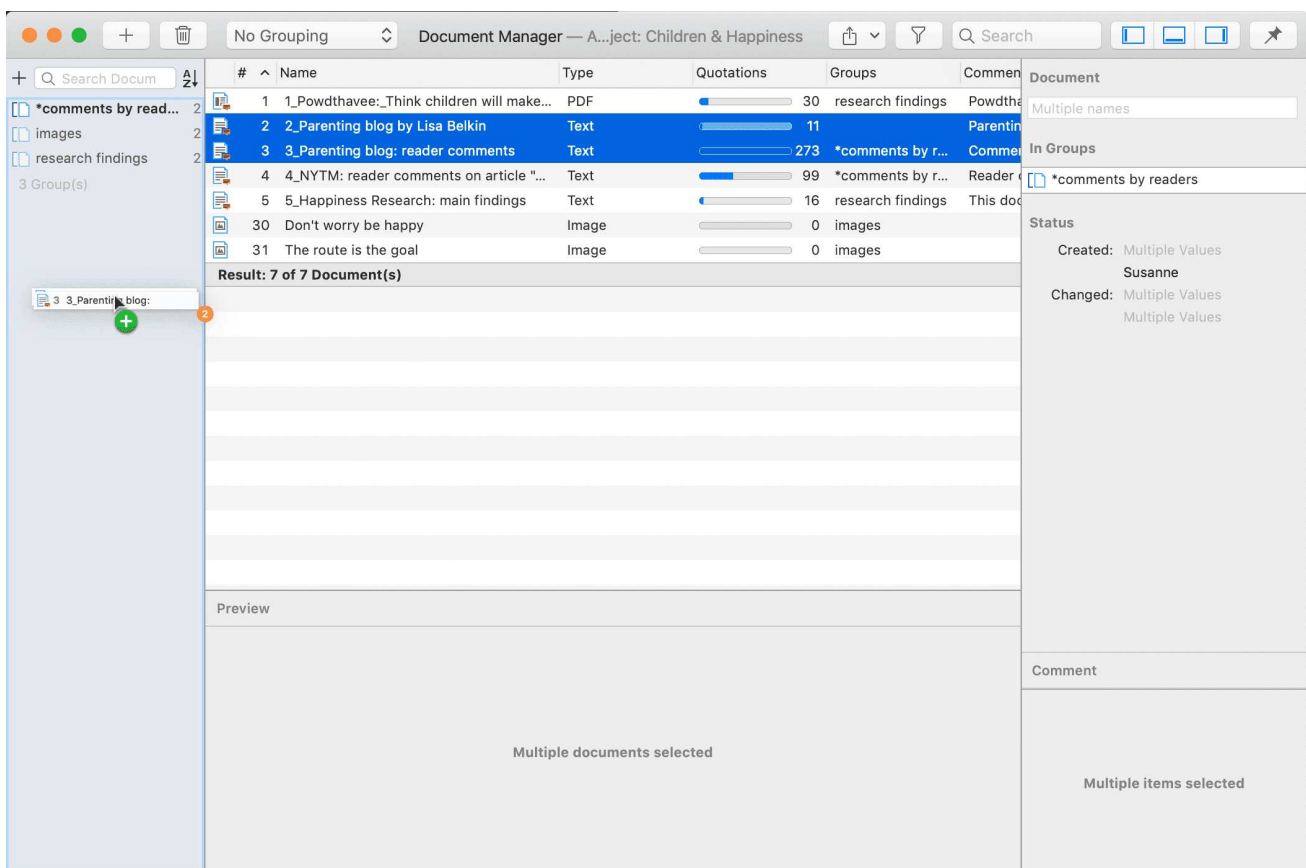 No Grouping Document Manager — A...ject: Children & Happiness Search
Search Docum
*comments by read... 2
images 2
research findings 2
3 Group(s)
3 3_Parenting blog:
2
# Name Type Quotations Groups Commen
1 1_Powdthavee:_Think children will make... PDF 30 research findings Powdtha
2 2_Parenting blog by Lisa Belkin Text 11 Parentin
3 3_Parenting blog: reader comments Text 273 *comments by r... Commen
4 4_NYTM: reader comments on article "... Text 99 *comments by r... Reader
5 5_Happiness Research: main findings Text 16 research findings This doc
30 Don't worry be happy Image 0 images
31 The route is the goal Image 0 images
Result: 7 of 7 Document(s)
Preview
Multiple documents selected
Document
Multiple names
In Groups
*comments by readers
Status
Created: Multiple Values
Susanne
Changed: Multiple Values
Multiple Values
Comment
Multiple items selected